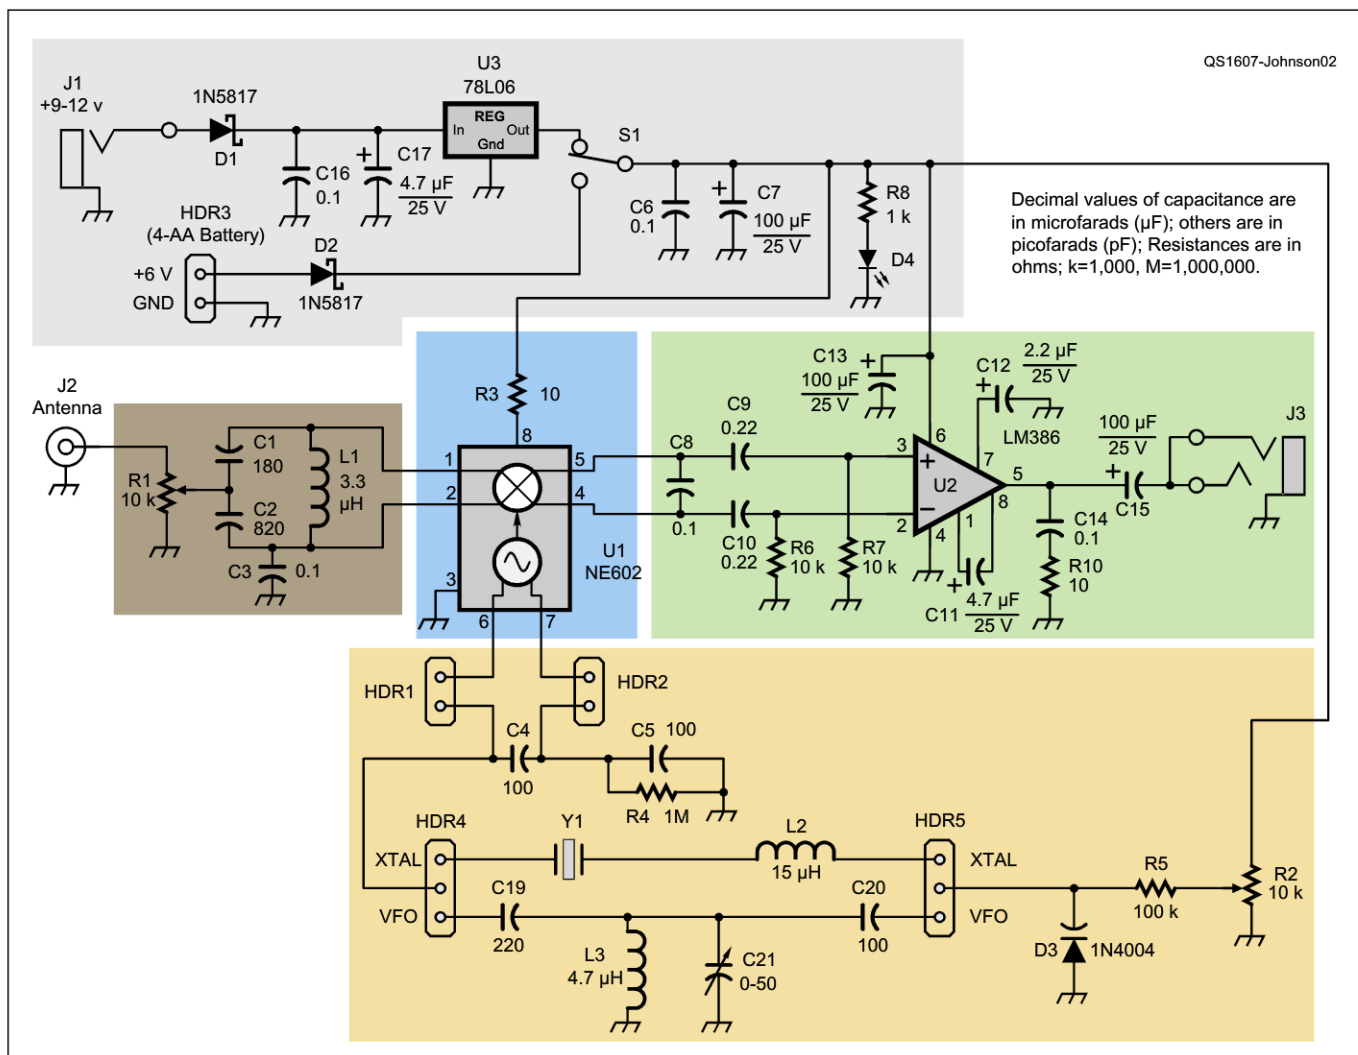 QS1607-Johnson02
J1
+9-12 v
1N5817
D1
C16
0.1
C17
4.7 µF
25 V
U3
78L06
REG
In
Out
Gnd
S1
HDR3
(4-AA Battery)
+6 V
GND
D2
1N5817
C6
0.1
C7
100 µF
25 V
R8
1 k
D4
Decimal values of capacitance are
in microfarads (µF); others are in
picofarads (pF); Resistances are in
ohms; k=1,000, M=1,000,000.
J2
Antenna
R1
10 k
C1
180
C2
820
L1
3.3
µH
C3
0.1
R3
10
8
1
2
3
5
4
6
7
U1
NE602
C8
0.1
C9
0.22
C10
0.22
R6
10 k
R7
10 k
C13
100 µF
25 V
C12
2.2 µF
25 V
LM386
3
2
6
7
5
8
1
4
U2
C11
4.7 µF
25 V
100 µF
25 V
C15
C14
0.1
R10
10
J3
HDR1
HDR2
C4
100
C5
100
R4
1M
HDR4
XTAL
VFO
Y1
L2
15 µH
HDR5
XTAL
VFO
C19
220
L3
4.7 µH
C21
0-50
C20
100
R5
100 k
R2
10 k
D3
1N4004